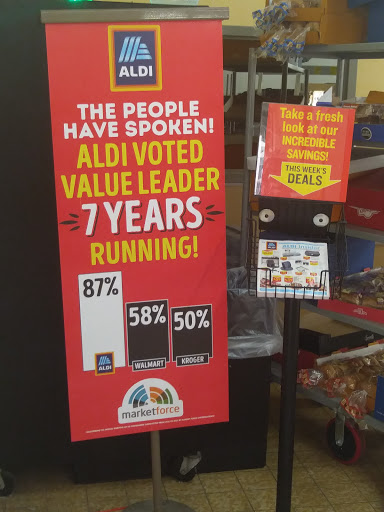 ALDI
THE PEOPLE
HAVE SPOKEN!
ALDI VOTED
VALUE LEADER
7 YEARS
RUNNING!
87%
58%
50%
ALDI
WALMART
KROGER
marketforce
Take a fresh
look at our
INCREDIBLE
SAVINGS!
THIS WEEK'S
DEALS